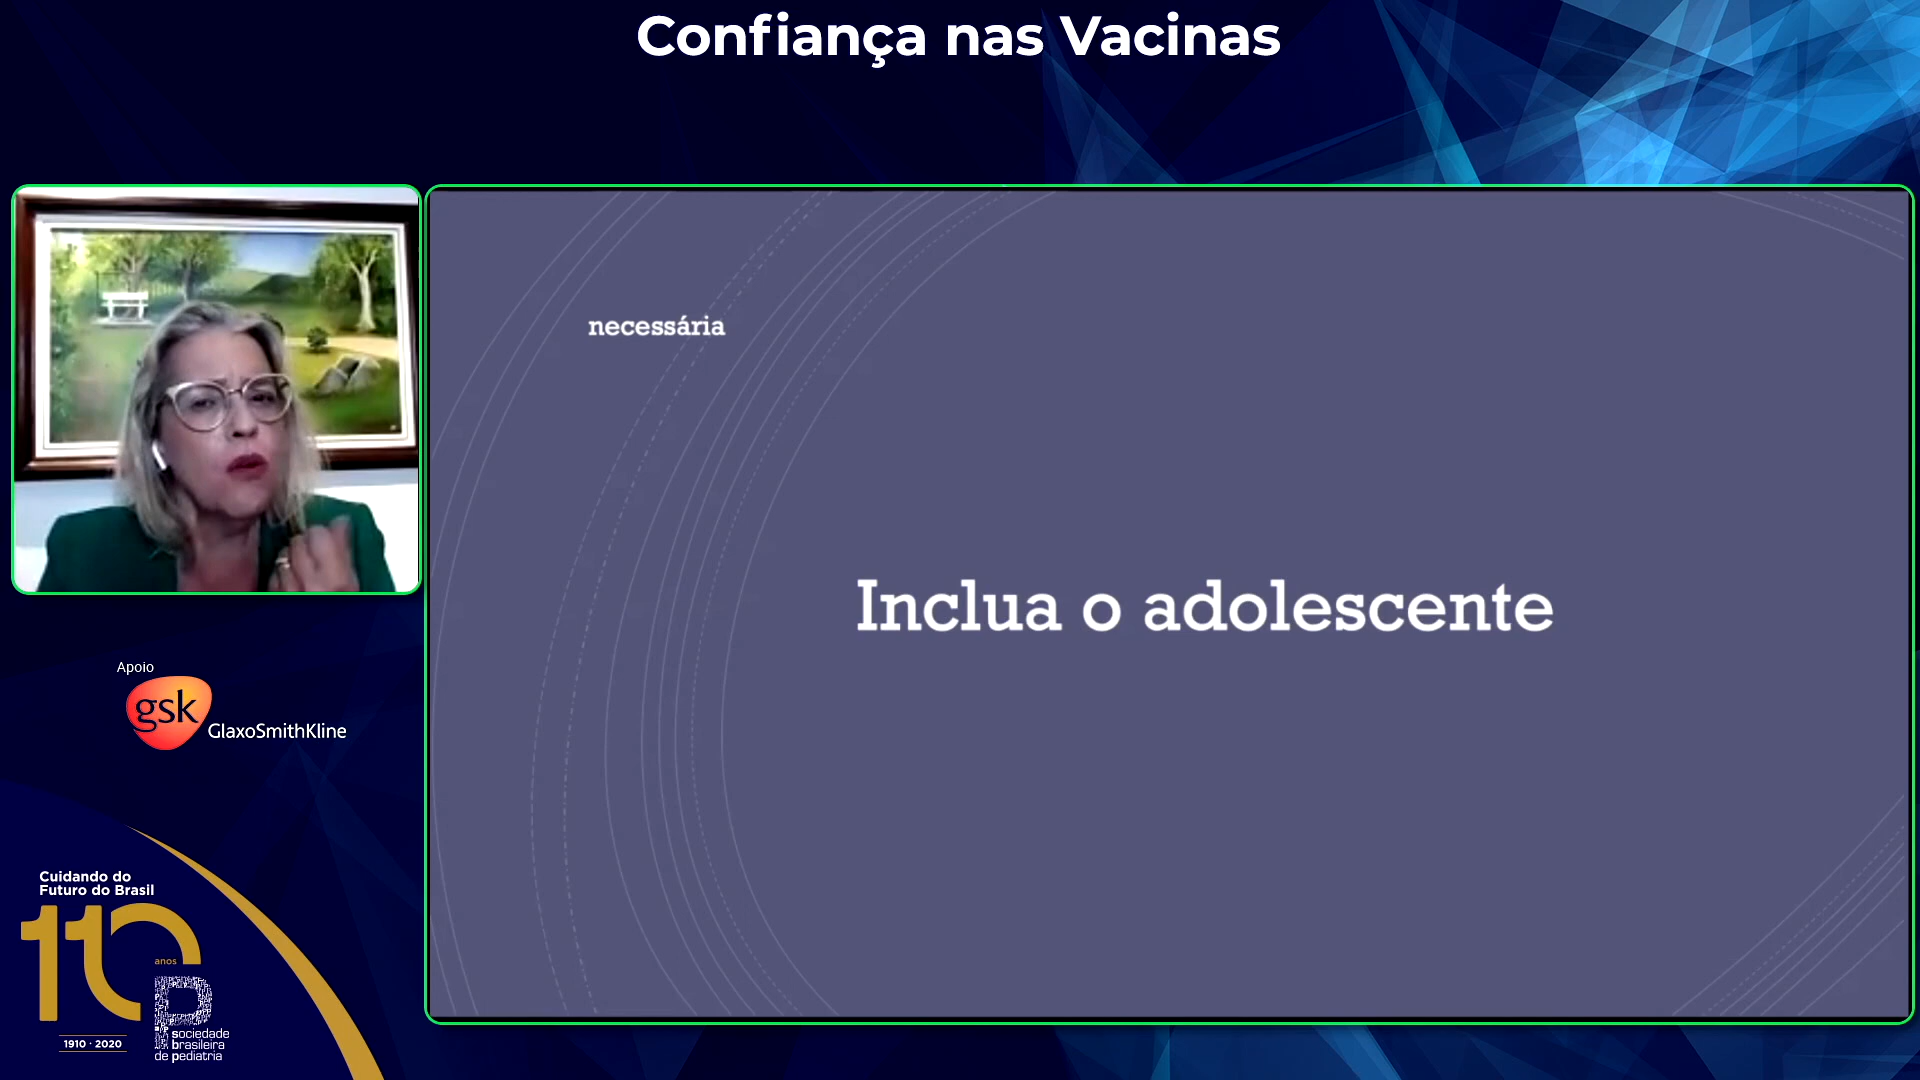 Confiança nas Vacinas
necessária
Inclua o adolescente
Apoio
gsk
GlaxoSmithKline
Cuidando do
Futuro do Brasil
110
anos
1910 · 2020
sociedade
brasileira
de pediatria